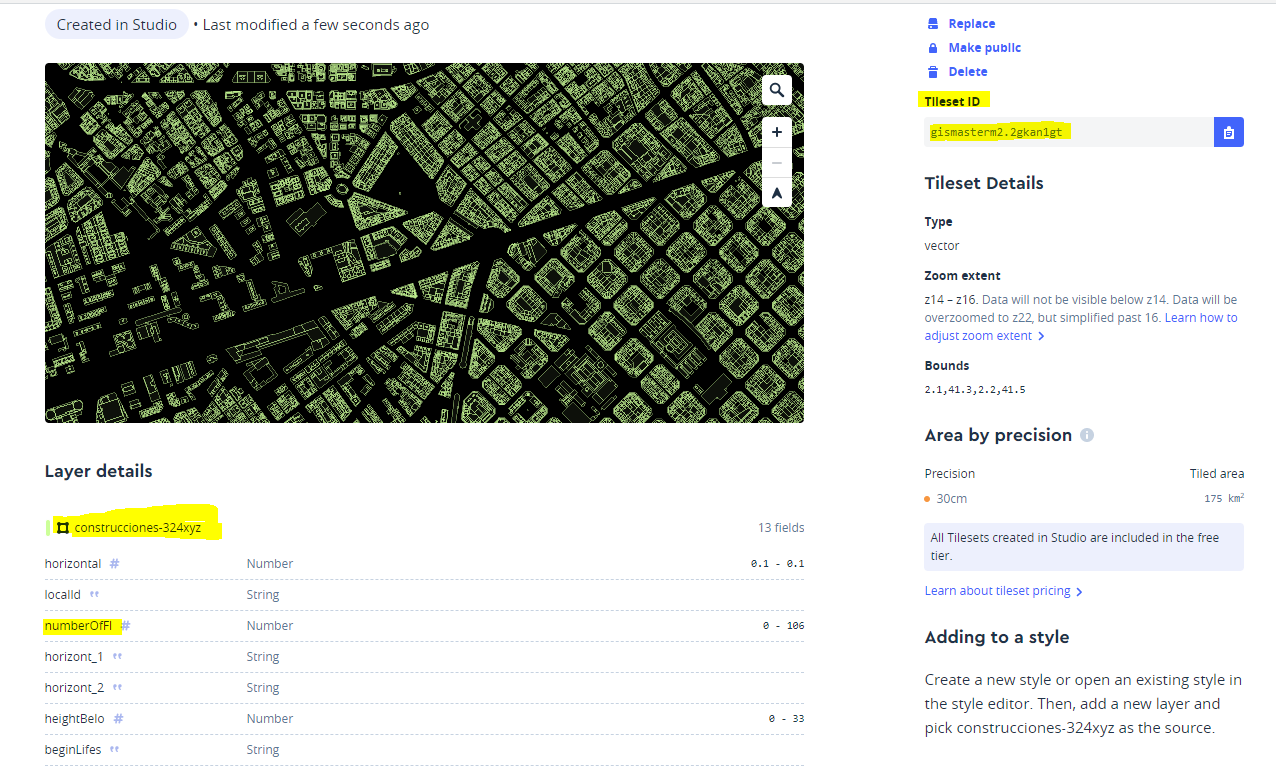 Created in Studio • Last modified a few seconds ago
Layer details
construcciones-324xyz 13 fields
horizontal # Number 0.1 - 0.1
localId String
numberOfFl # Number 0 - 106
horizont_1 String
horizont_2 String
heightBelo # Number 0 - 33
beginLifes String
Replace
Make public
Delete
Tileset ID
gismasterm2.2gkan1gt
Tileset Details
Type
vector
Zoom extent
z14 – z16. Data will not be visible below z14. Data will be
overzoomed to z22, but simplified past 16. Learn how to
adjust zoom extent
Bounds
2.1,41.3,2.2,41.5
Area by precision
Precision Tiled area
30cm 175 km²
All Tilesets created in Studio are included in the free
tier.
Learn about tileset pricing
Adding to a style
Create a new style or open an existing style in
the style editor. Then, add a new layer and
pick construcciones-324xyz as the source.